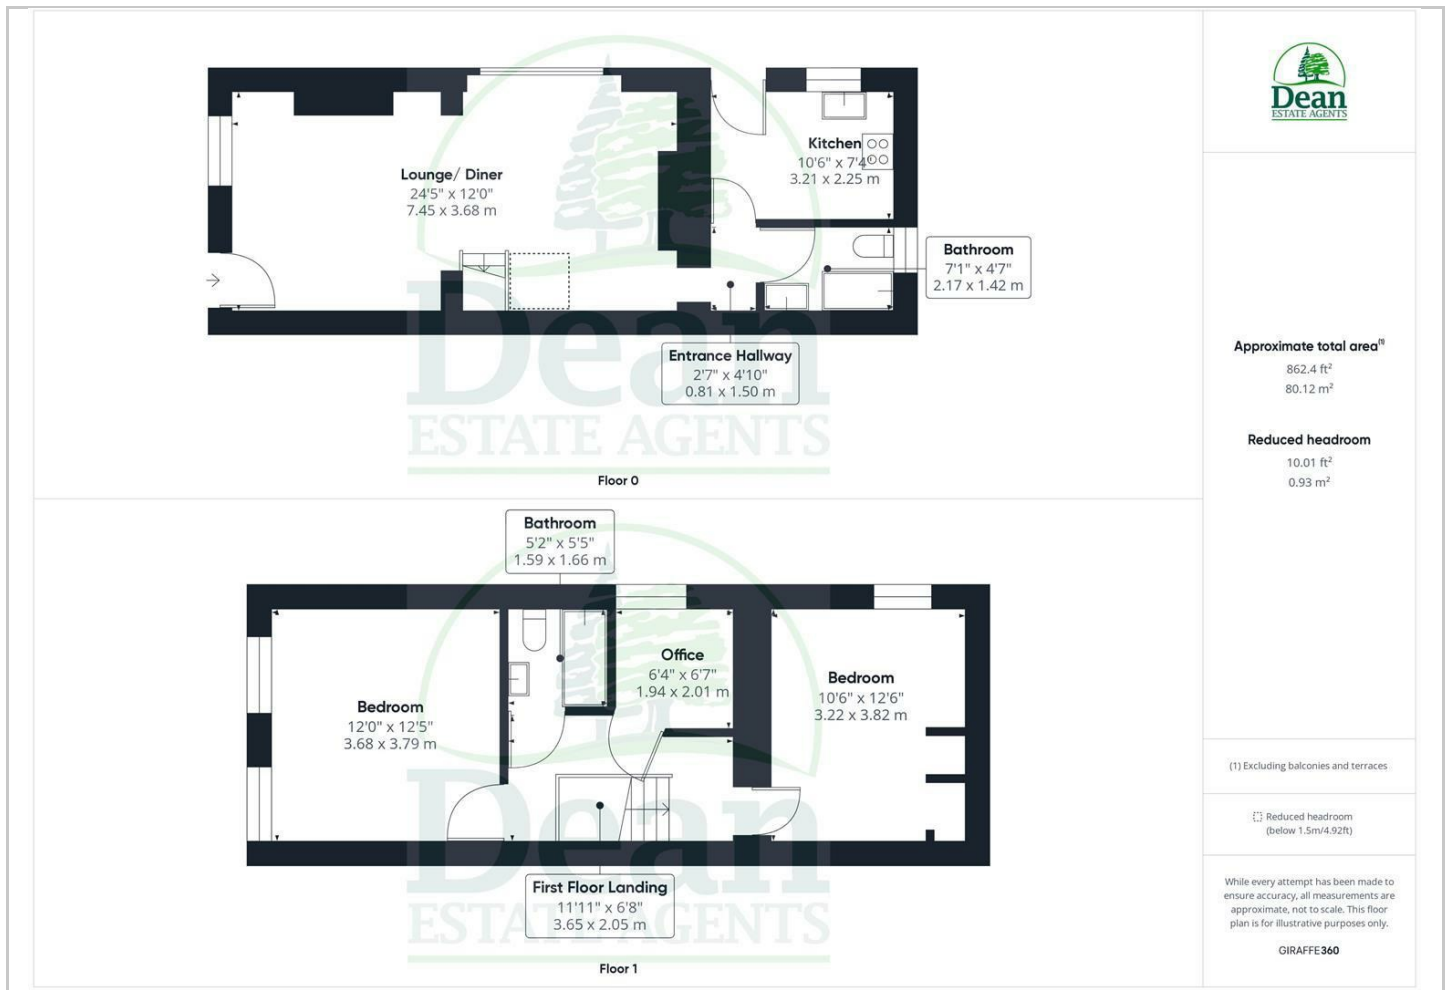 Lounge/ Diner
24'5" x 12'0"
7.45 x 3.68 m
Kitchen
10'6" x 7'4"
3.21 x 2.25 m
Bathroom
7'1" x 4'7"
2.17 x 1.42 m
Entrance Hallway
2'7" x 4'10"
0.81 x 1.50 m
Dean
ESTATE AGENTS
Floor 0
Bathroom
5'2" x 5'5"
1.59 x 1.66 m
Office
6'4" x 6'7"
1.94 x 2.01 m
Bedroom
12'0" x 12'5"
3.68 x 3.79 m
Bedroom
10'6" x 12'6"
3.22 x 3.82 m
First Floor Landing
11'11" x 6'8"
3.65 x 2.05 m
Dean
ESTATE AGENTS
Floor 1
Dean
ESTATE AGENTS
Approximate total area(1)
862.4 ft²
80.12 m²
Reduced headroom
10.01 ft²
0.93 m²
(1) Excluding balconies and terraces
Reduced headroom
(below 1.5m/4.92ft)
While every attempt has been made to
ensure accuracy, all measurements are
approximate, not to scale. This floor
plan is for illustrative purposes only.
GIRAFFE360